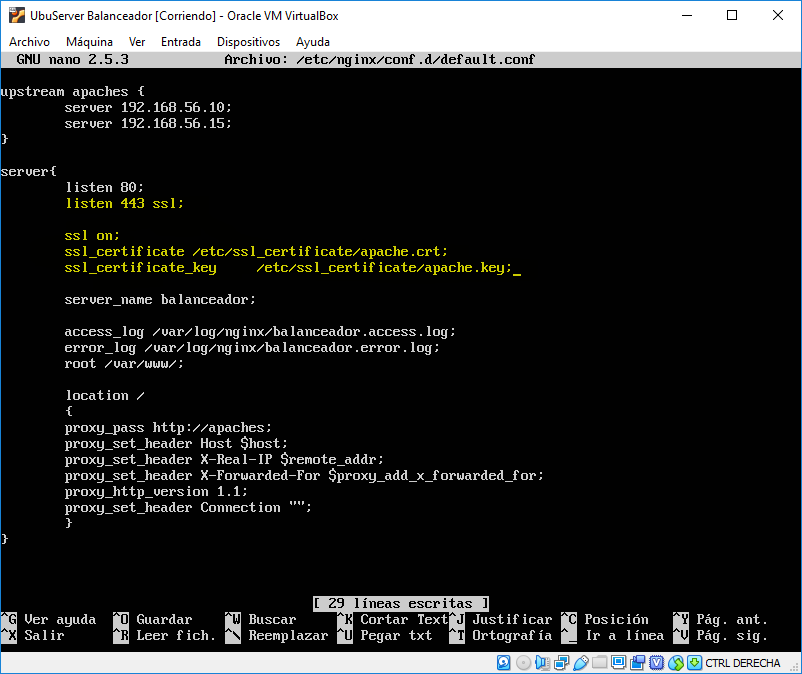 UbuServer Balanceador [Corriendo] - Oracle VM VirtualBox
Archivo Máquina Ver Entrada Dispositivos Ayuda
GNU nano 2.5.3 Archivo: /etc/nginx/conf.d/default.conf
upstream apaches {
server 192.168.56.10;
server 192.168.56.15;
}
server{
listen 80;
listen 443 ssl;
ssl on;
ssl_certificate /etc/ssl_certificate/apache.crt;
ssl_certificate_key /etc/ssl_certificate/apache.key;_
server_name balanceador;
access_log /var/log/nginx/balanceador.access.log;
error_log /var/log/nginx/balanceador.error.log;
root /var/www/;
location /
{
proxy_pass http://apaches;
proxy_set_header Host $host;
proxy_set_header X-Real-IP $remote_addr;
proxy_set_header X-Forwarded-For $proxy_add_x_forwarded_for;
proxy_http_version 1.1;
proxy_set_header Connection "";
}
}
[ 29 líneas escritas ]
^G Ver ayuda ^O Guardar ^W Buscar ^K Cortar Text ^J Justificar ^C Posición ^Y Pág. ant.
^X Salir ^R Leer fich. ^\ Reemplazar ^U Pegar txt ^T Ortografía ^_ Ir a línea ^V Pág. sig.
CTRL DERECHA